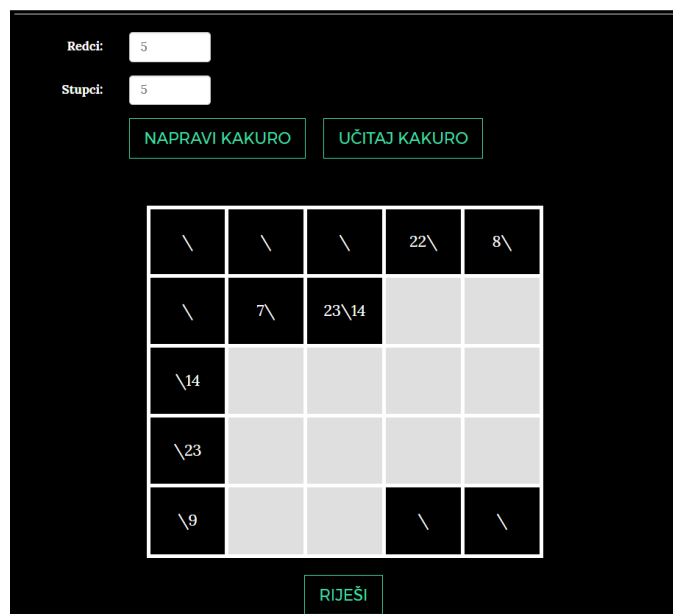 Redci: 5
Stupci: 5
NAPRAVI KAKURO UČITAJ KAKURO
\ \ \ 22\ 8\
\ 7\ 23\14
\14
\23
\9 \ \
RIJEŠI